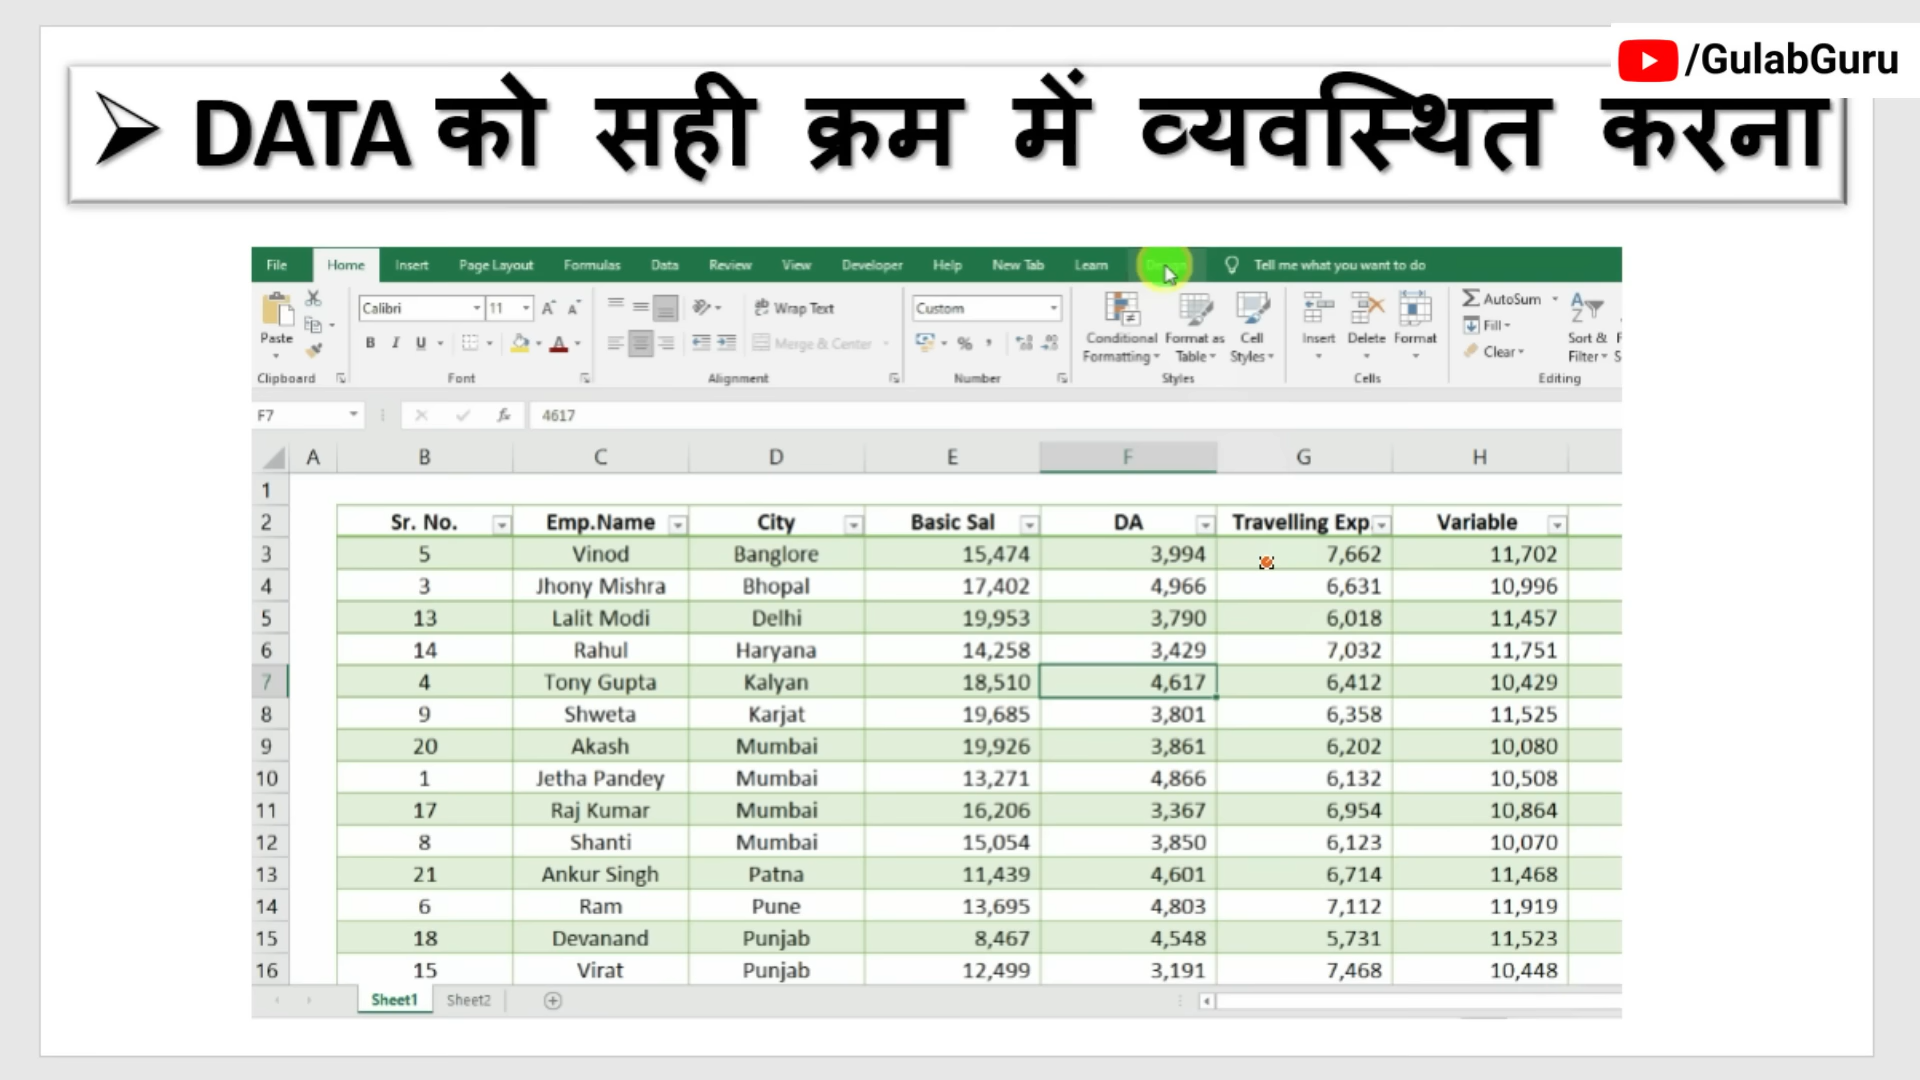 /GulabGuru
➤ DATA को सही क्रम में व्यवस्थित करना
File Home Insert Page Layout Formulas Data Review View Developer Help New Tab Learn Tell me what you want to do
Calibri 11 Wrap Text Custom AutoSum
Paste Conditional Format as Cell Insert Delete Format Fill Sort &
B I U Merge & Center Formatting Table Styles Clear Filter
Clipboard Font Alignment Number Styles Cells Editing
F7 fx 4617
A B C D E F G H
1
2 Sr. No. Emp.Name City Basic Sal DA Travelling Exp. Variable
3 5 Vinod Banglore 15,474 3,994 7,662 11,702
4 3 Jhony Mishra Bhopal 17,402 4,966 6,631 10,996
5 13 Lalit Modi Delhi 19,953 3,790 6,018 11,457
6 14 Rahul Haryana 14,258 3,429 7,032 11,751
7 4 Tony Gupta Kalyan 18,510 4,617 6,412 10,429
8 9 Shweta Karjat 19,685 3,801 6,358 11,525
9 20 Akash Mumbai 19,926 3,861 6,202 10,080
10 1 Jetha Pandey Mumbai 13,271 4,866 6,132 10,508
11 17 Raj Kumar Mumbai 16,206 3,367 6,954 10,864
12 8 Shanti Mumbai 15,054 3,850 6,123 10,070
13 21 Ankur Singh Patna 11,439 4,601 6,714 11,468
14 6 Ram Pune 13,695 4,803 7,112 11,919
15 18 Devanand Punjab 8,467 4,548 5,731 11,523
16 15 Virat Punjab 12,499 3,191 7,468 10,448
Sheet1 Sheet2